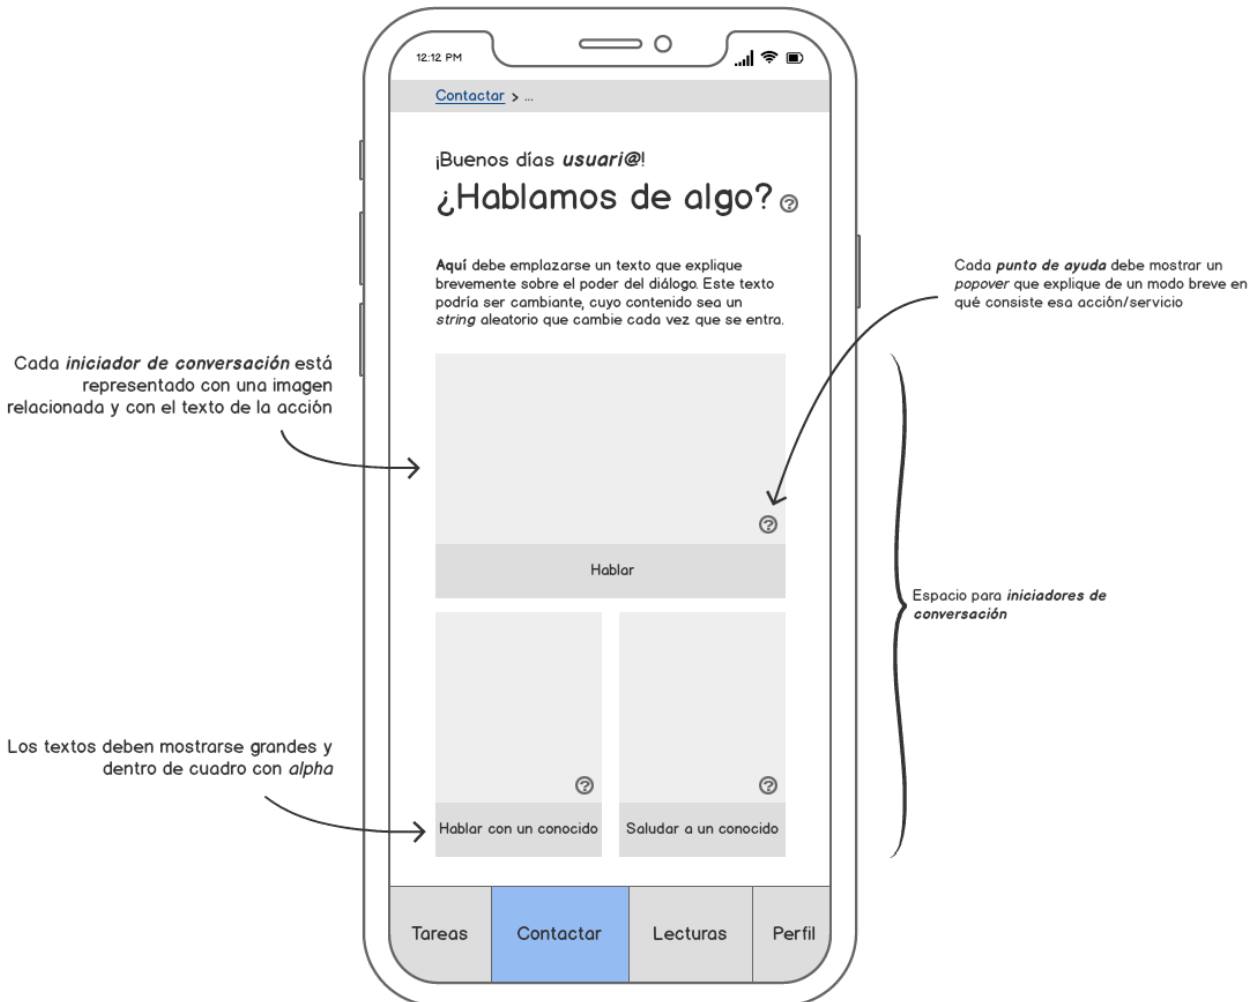 12:12 PM
Contactar > ...
¡Buenos días usuari@!
¿Hablamos de algo? ?
Aquí debe emplazarse un texto que explique
brevemente sobre el poder del diálogo. Este texto
podría ser cambiante, cuyo contenido sea un
string aleatorio que cambie cada vez que se entra.
Cada punto de ayuda debe mostrar un
popover que explique de un modo breve en
qué consiste esa acción/servicio
Cada iniciador de conversación está
representado con una imagen
relacionada y con el texto de la acción
?
Hablar
Espacio para iniciadores de
conversación
Los textos deben mostrarse grandes y
dentro de cuadro con alpha
?
?
Hablar con un conocido
Saludar a un conocido
Tareas
Contactar
Lecturas
Perfil